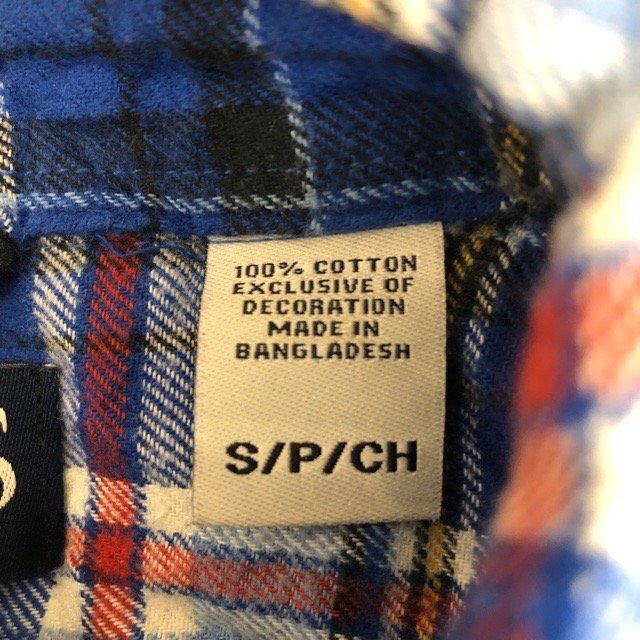 100% COTTON
EXCLUSIVE OF
DECORATION
MADE IN
BANGLADESH
S/P/CH